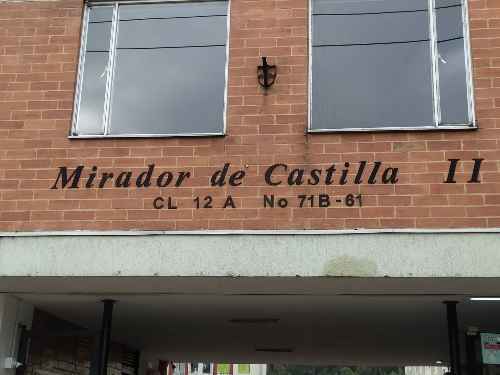 Mirador de Castilla II
CL 12 A No 71B-61